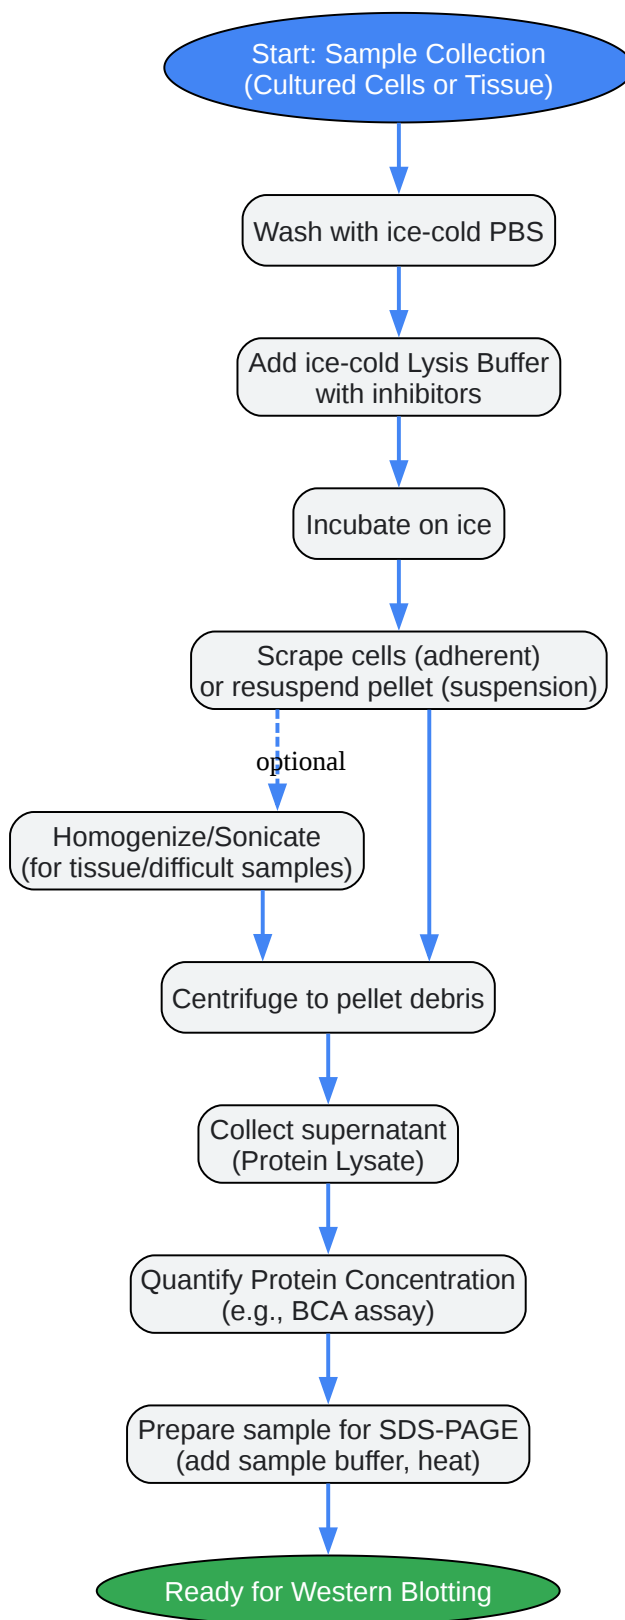 Start: Sample Collection
(Cultured Cells or Tissue)
Wash with ice-cold PBS
Add ice-cold Lysis Buffer
with inhibitors
Incubate on ice
Scrape cells (adherent)
or resuspend pellet (suspension)
optional
Homogenize/Sonicate
(for tissue/difficult samples)
Centrifuge to pellet debris
Collect supernatant
(Protein Lysate)
Quantify Protein Concentration
(e.g., BCA assay)
Prepare sample for SDS-PAGE
(add sample buffer, heat)
Ready for Western Blotting